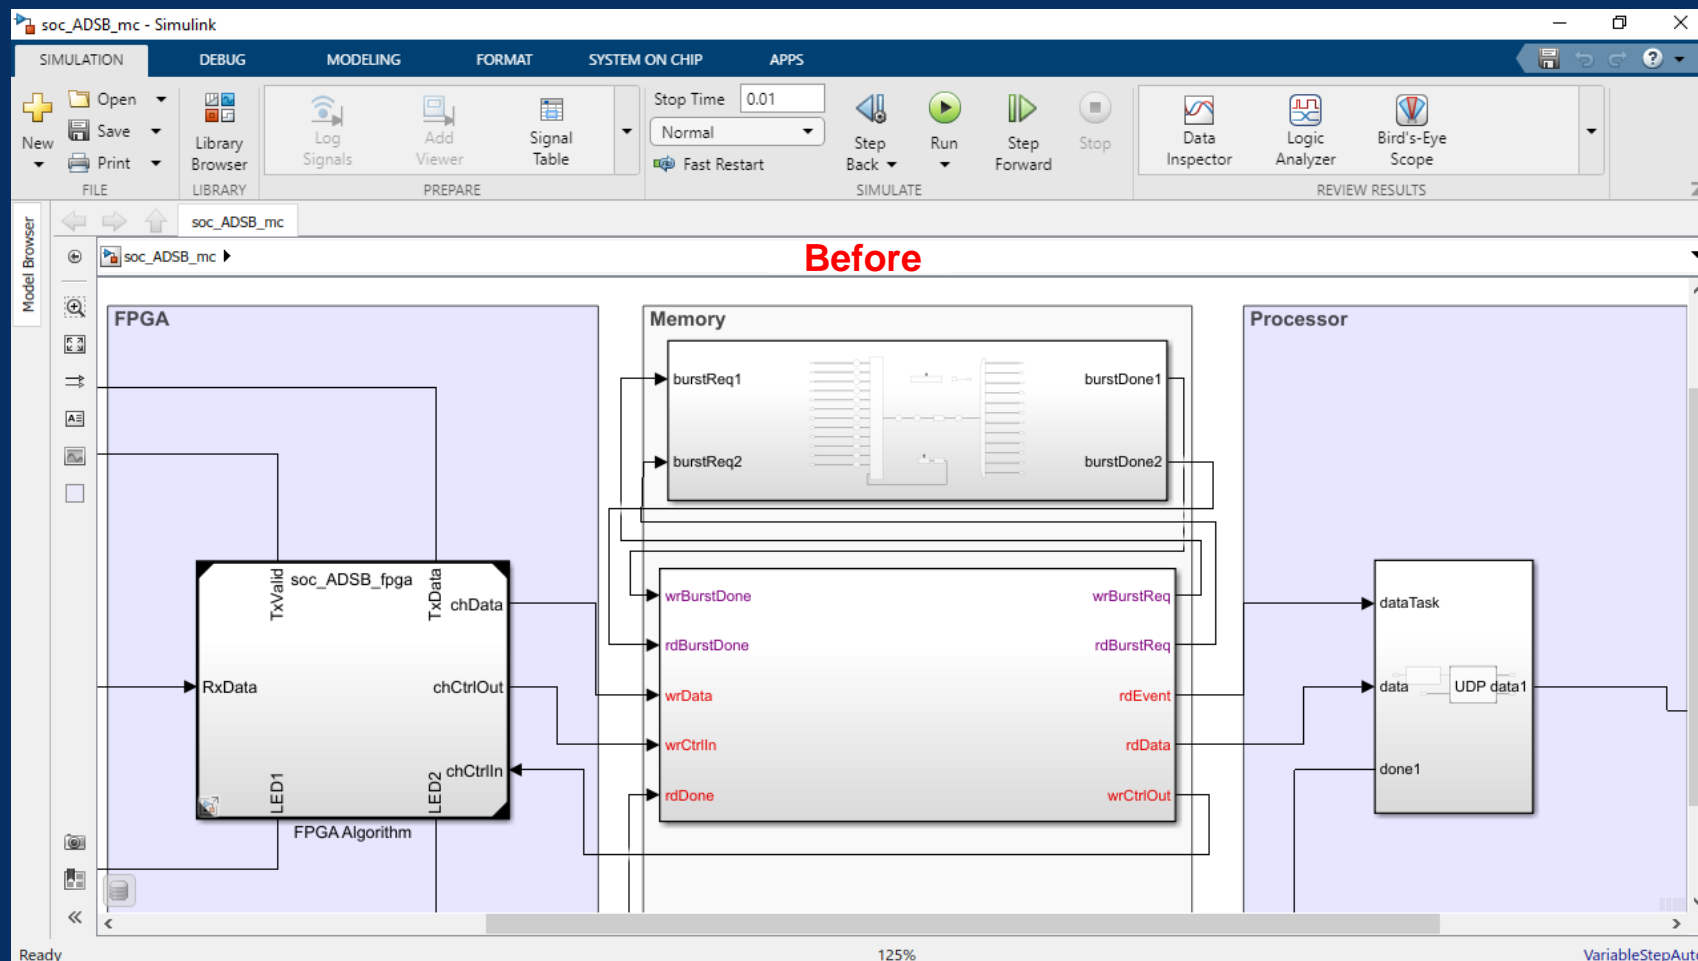 soc_ADSB_mc - Simulink
SIMULATION DEBUG MODELING FORMAT SYSTEM ON CHIP APPS
New
Open
Save
Print
FILE
Library
Browser
LIBRARY
Log
Signals
Add
Viewer
Signal
Table
PREPARE
Stop Time 0.01
Normal
Fast Restart
Step
Back
Run
Step
Forward
Stop
SIMULATE
Data
Inspector
Logic
Analyzer
Bird's-Eye
Scope
REVIEW RESULTS
Model Browser
soc_ADSB_mc
soc_ADSB_mc
Before
FPGA
TxValid
soc_ADSB_fpga
TxData
chData
RxData
chCtrlOut
LED1
LED2
chCtrlIn
FPGA Algorithm
Memory
burstReq1
burstDone1
burstReq2
burstDone2
wrBurstDone
wrBurstReq
rdBurstDone
rdBurstReq
wrData
rdEvent
wrCtrlIn
rdData
rdDone
wrCtrlOut
Processor
dataTask
data
UDP data1
done1
Ready
125%
VariableStepAuto